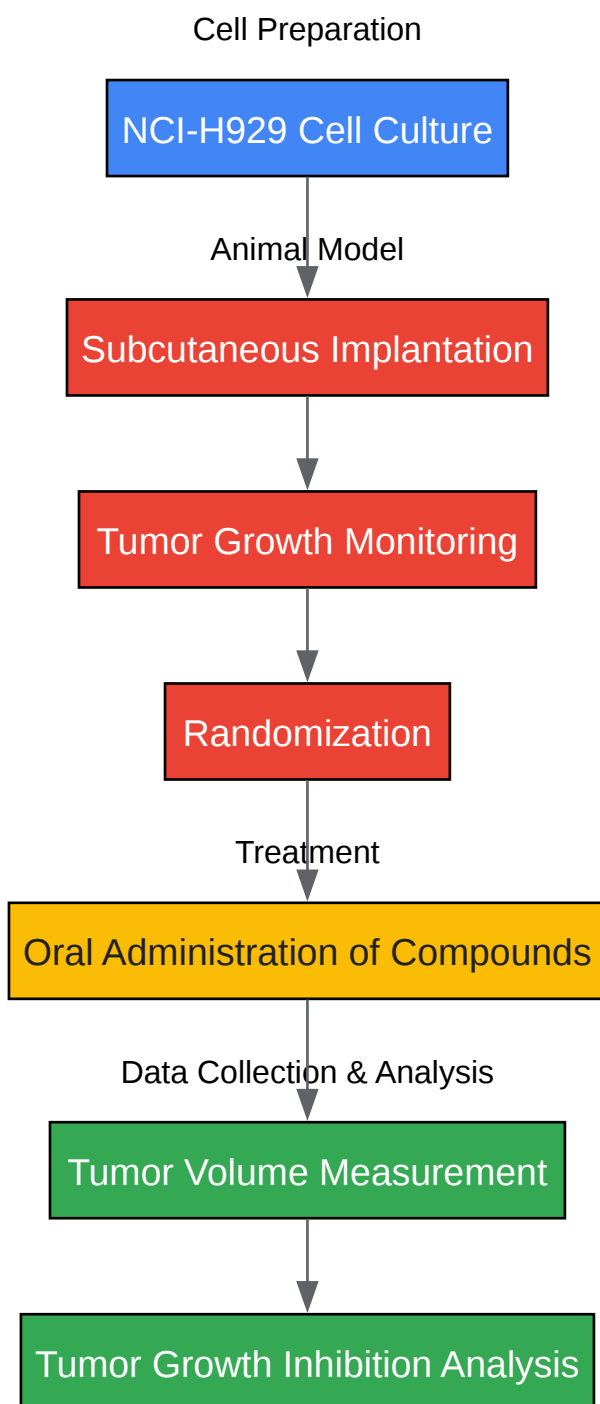 Cell Preparation
NCI-H929 Cell Culture
Animal Model
Subcutaneous Implantation
Tumor Growth Monitoring
Randomization
Treatment
Oral Administration of Compounds
Data Collection & Analysis
Tumor Volume Measurement
Tumor Growth Inhibition Analysis